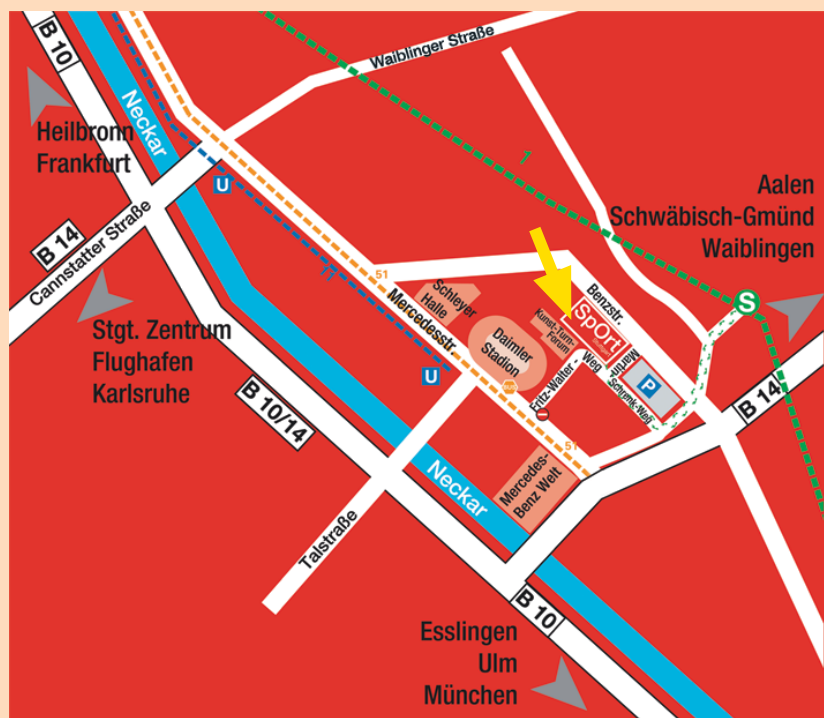 B 10
Waiblinger Straße
Neckar
Heilbronn
Frankfurt
U
1
Aalen
Schwäbisch-Gmünd
Waiblingen
B 14
Cannstatter Straße
11
51
Schleyer
Halle
Mercedesstr.
Benzstr.
SpOrt
Kunst-Turn-
Forum
S
Stgt. Zentrum
Flughafen
Karlsruhe
Daimler
Stadion
Fritz-Walter-
Weg
Martin-
Schrenk-Weg
P
U
B 14
B 10/14
51
Mercedes-
Benz Welt
Neckar
Talstraße
B 10
Esslingen
Ulm
München